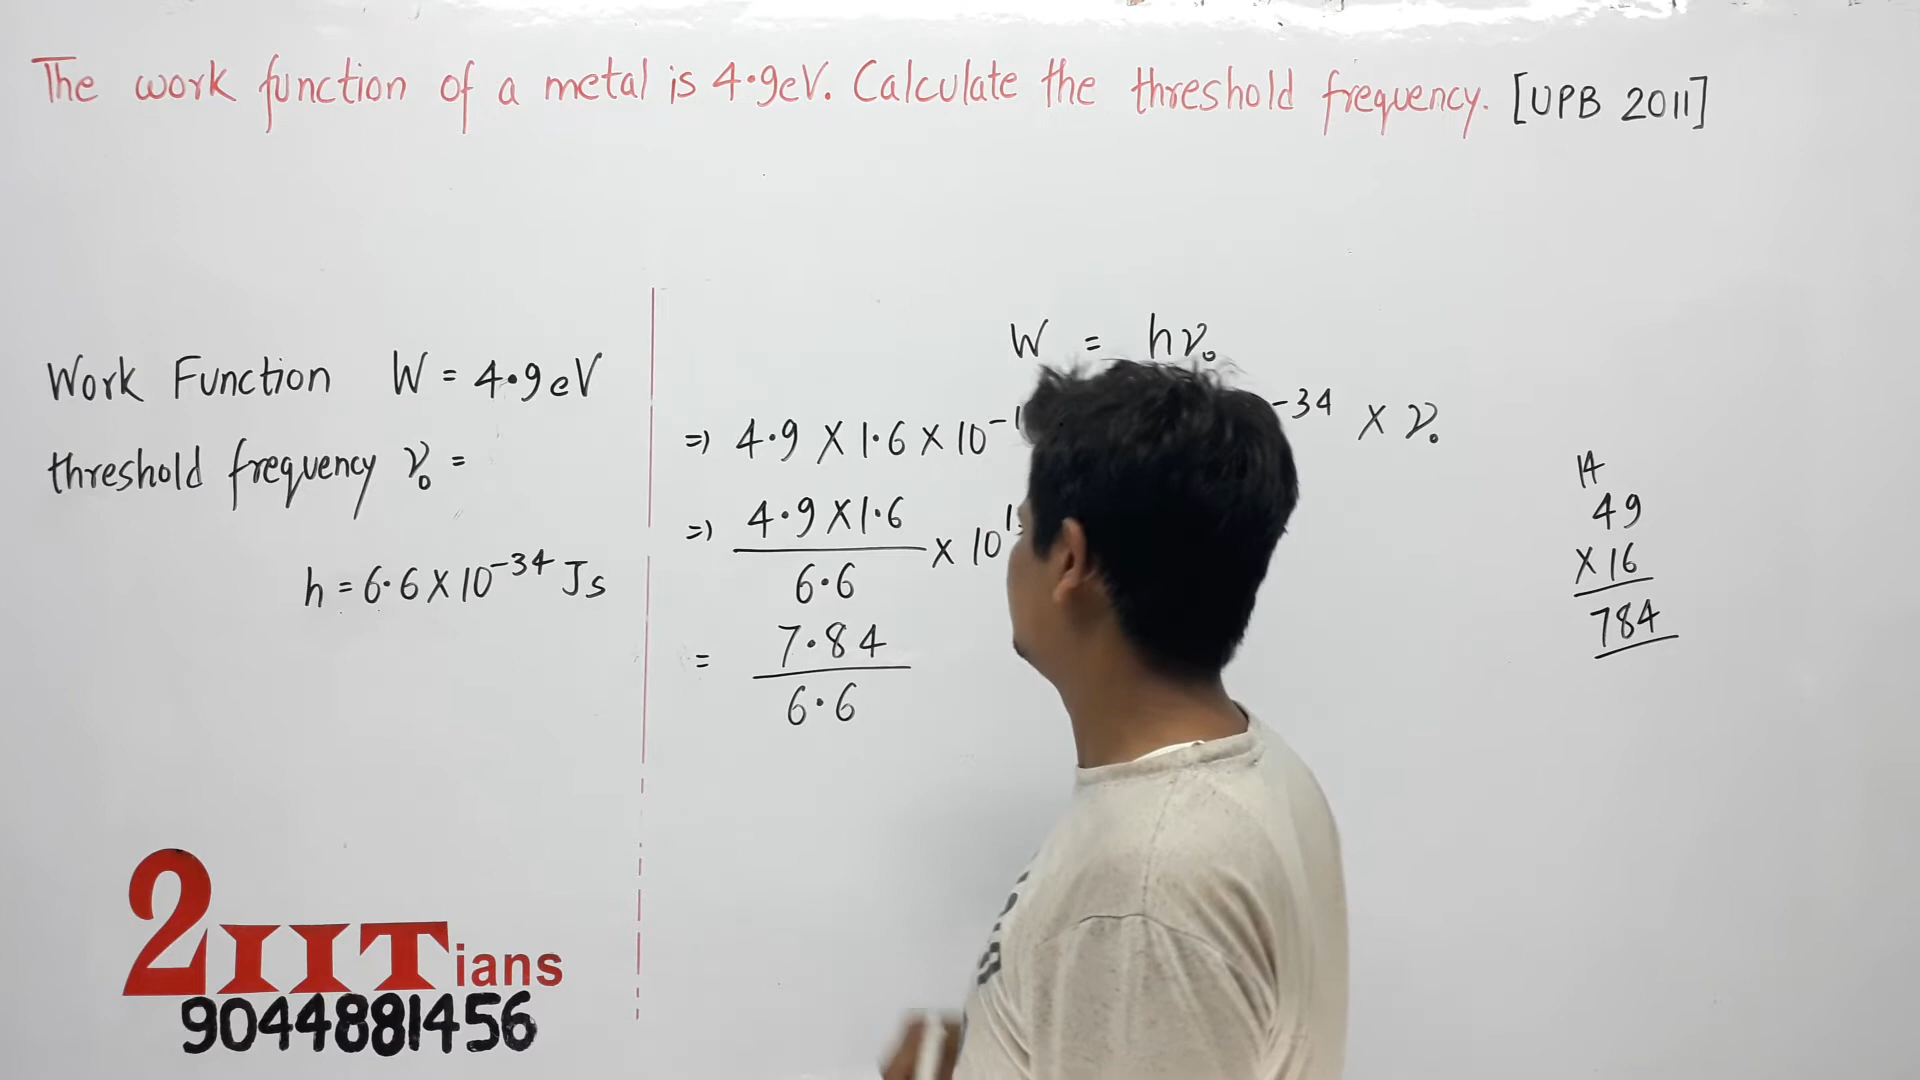 The work function of a metal is 4.9eV. Calculate the threshold frequency. [UPB 2011]
Work Function W = 4.9eV
threshold frequency ν₀ =
h = 6.6 X 10⁻³⁴ Js
W = hν₀
=) 4.9 X 1.6 X 10⁻¹ ⁻³⁴ X ν₀
=) 4.9 X 1.6
6.6
X 10¹
= 7.84
6.6
14
49
X 16
784
2IITians
9044881456